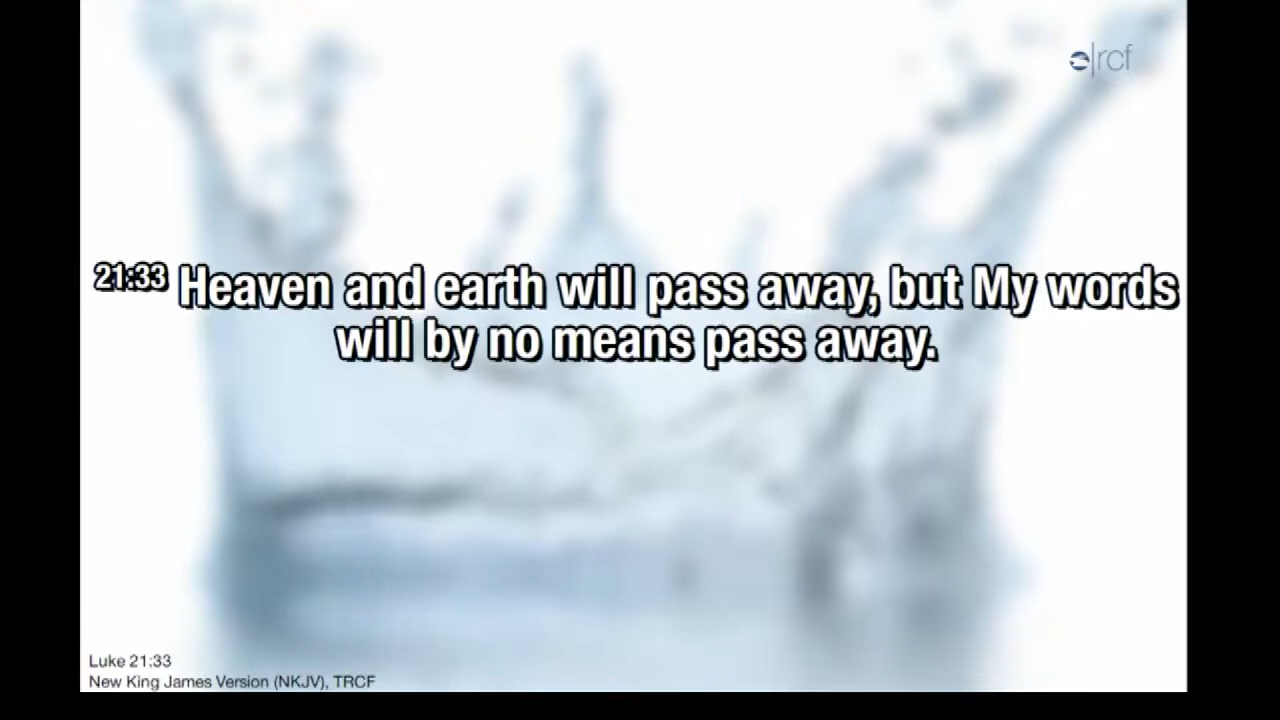 rcf
21:33 Heaven and earth will pass away, but My words
will by no means pass away.
Luke 21:33
New King James Version (NKJV), TRCF